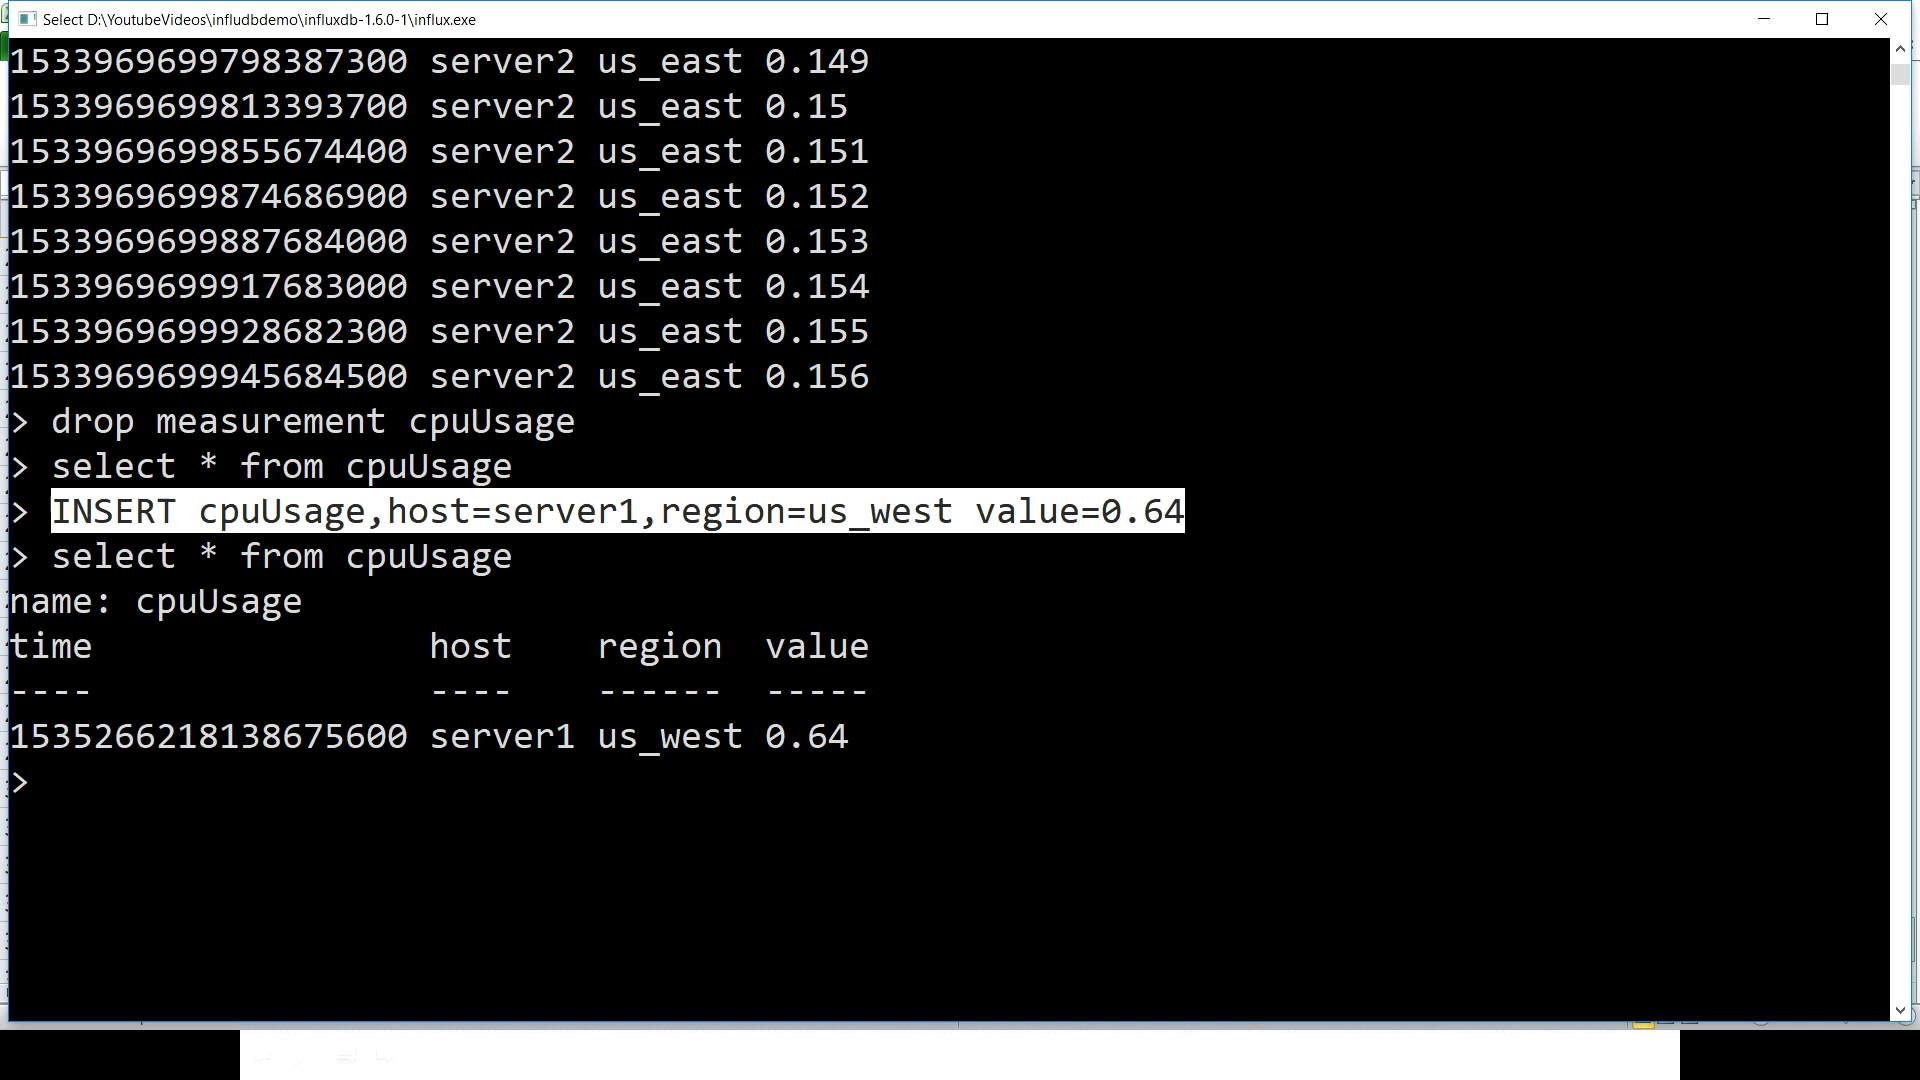 Select D:\YoutubeVideos\infludbdemo\influxdb-1.6.0-1\influx.exe
1533969699798387300 server2 us_east 0.149
1533969699813393700 server2 us_east 0.15
1533969699855674400 server2 us_east 0.151
1533969699874686900 server2 us_east 0.152
1533969699887684000 server2 us_east 0.153
1533969699917683000 server2 us_east 0.154
1533969699928682300 server2 us_east 0.155
1533969699945684500 server2 us_east 0.156
> drop measurement cpuUsage
> select * from cpuUsage
> INSERT cpuUsage,host=server1,region=us_west value=0.64
> select * from cpuUsage
name: cpuUsage
time host region value
---- ---- ------ -----
1535266218138675600 server1 us_west 0.64
>